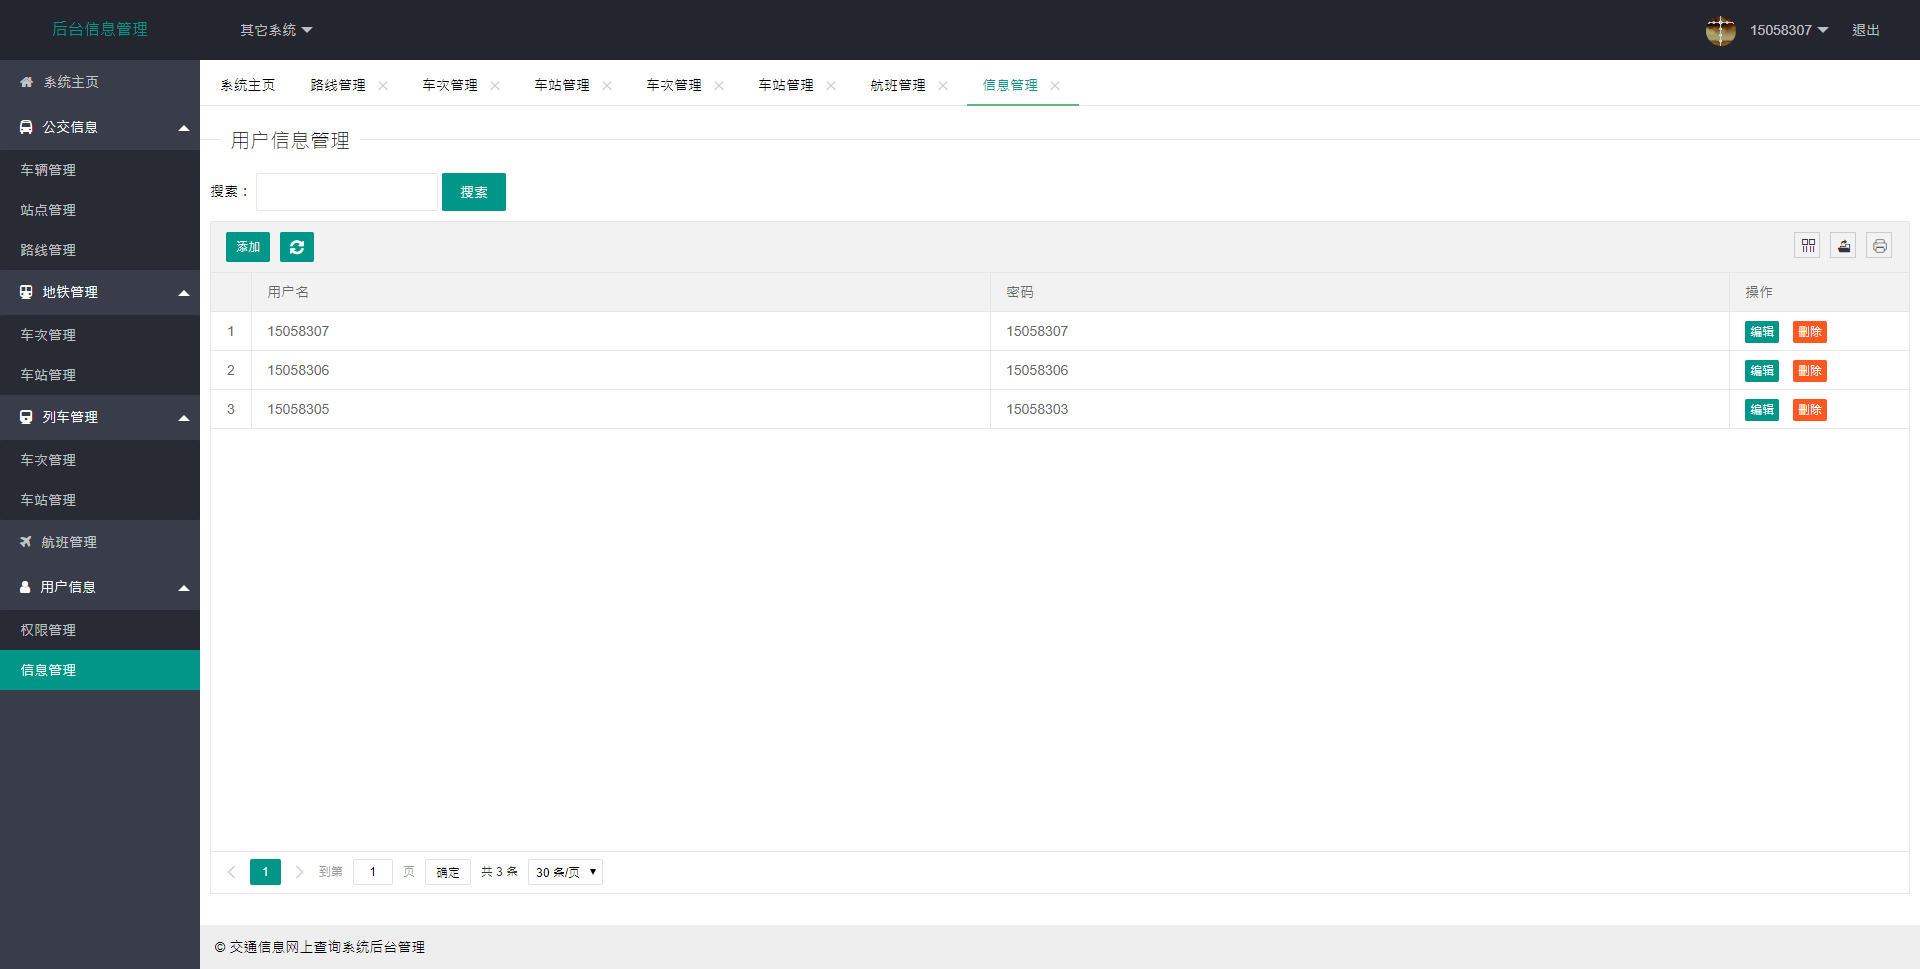 后台信息管理
其它系统
15058307
退出
系统主页
公交信息
车辆管理
站点管理
路线管理
地铁管理
车次管理
车站管理
列车管理
车次管理
车站管理
航班管理
用户信息
权限管理
信息管理
系统主页 路线管理 车次管理 车站管理 车次管理 车站管理 航班管理 信息管理
用户信息管理
搜索： 搜索
添加
用户名 密码 操作
1 15058307 15058307 编辑 删除
2 15058306 15058306 编辑 删除
3 15058305 15058303 编辑 删除
1 到第 1 页 确定 共 3 条 30 条/页
© 交通信息网上查询系统后台管理